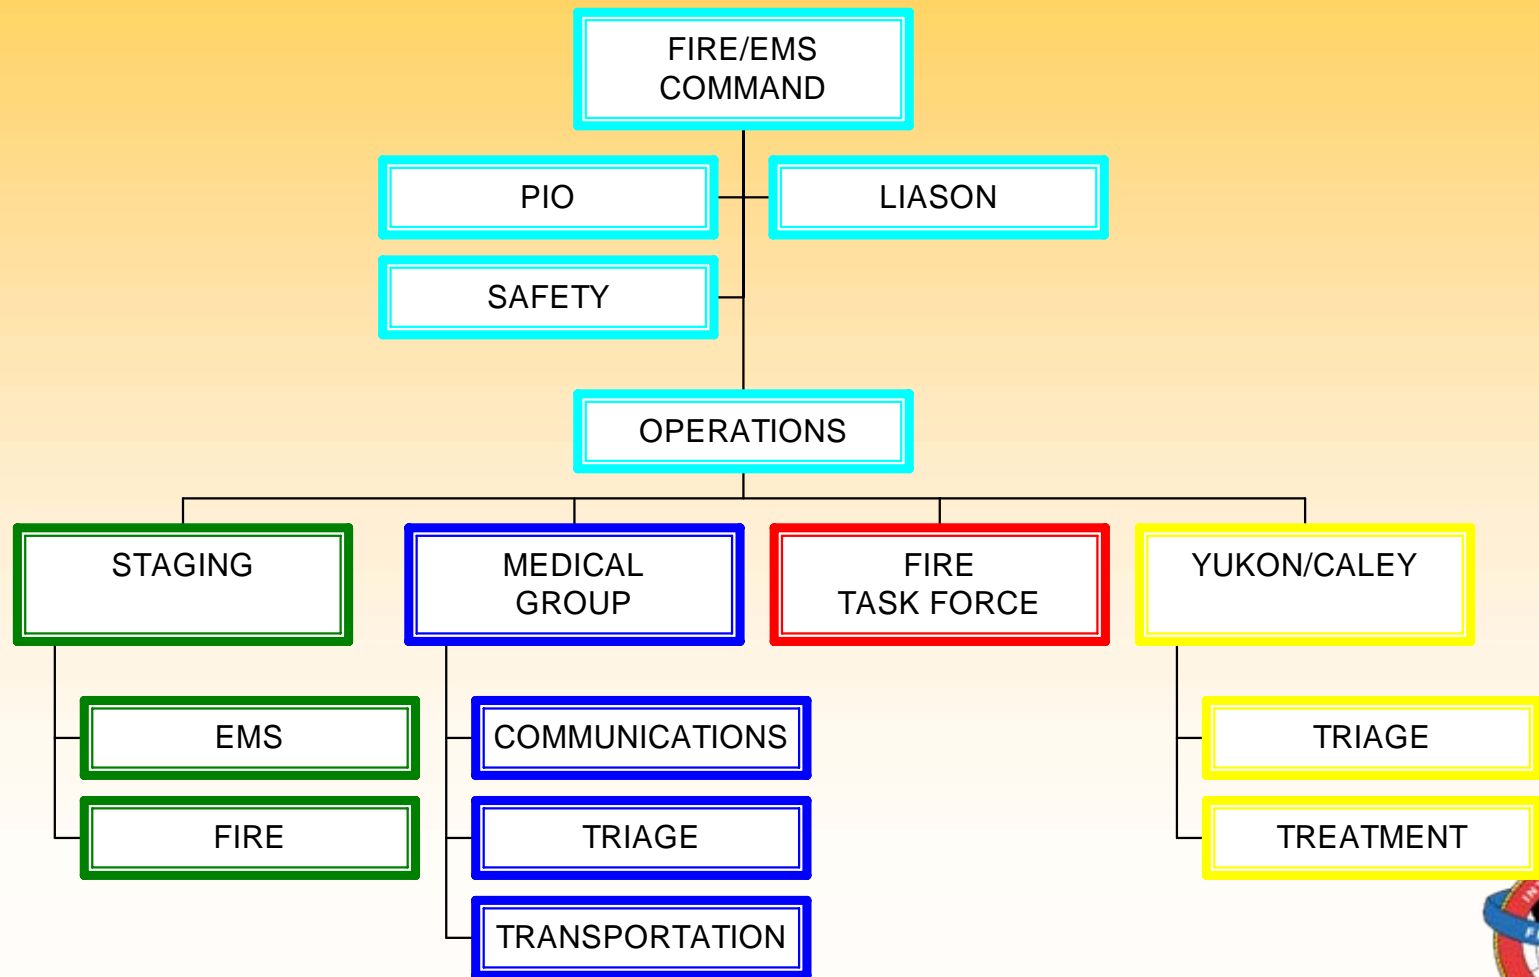 FIRE/EMS
COMMAND
PIO
LIASON
SAFETY
OPERATIONS
STAGING
MEDICAL
GROUP
FIRE
TASK FORCE
YUKON/CALEY
EMS
COMMUNICATIONS
TRIAGE
FIRE
TRIAGE
TREATMENT
TRANSPORTATION